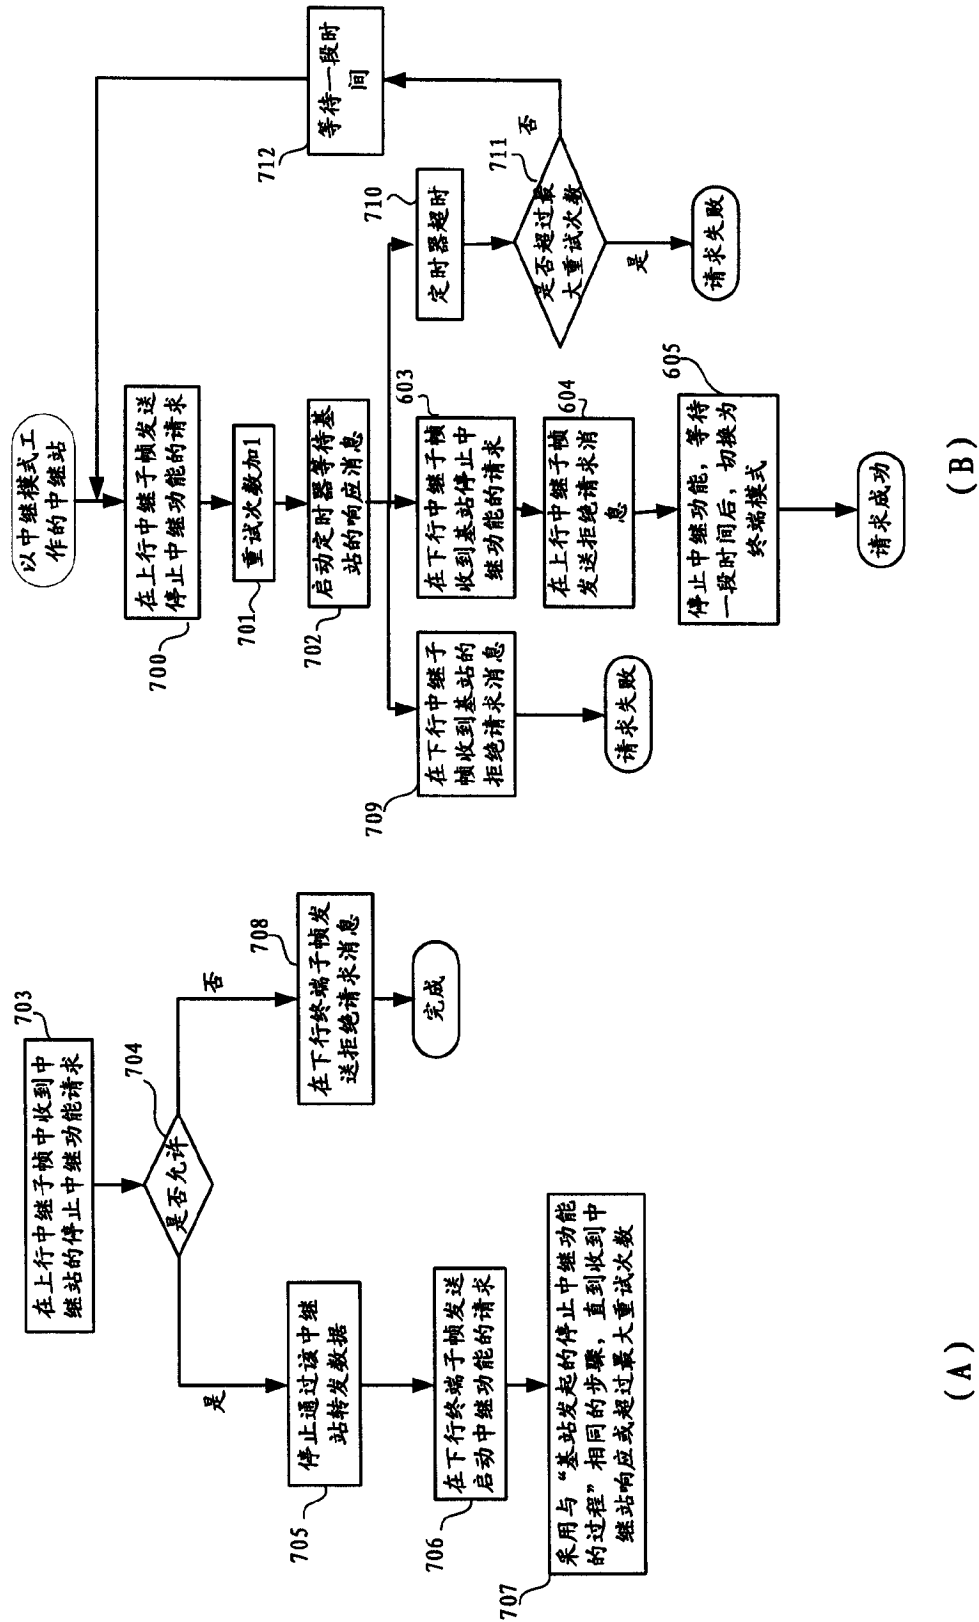 703
在上行中继子帧中收到中
继站的停止中继功能请求
704
是否允许
是
否
705
停止通过该中继
站转发数据
708
在下行终端子帧发
送拒绝请求消息
完成
706
在下行终端子帧发送
启动中继功能的请求
707
采用与“基站发起的停止中继功能
的过程”相同的步骤，直到收到中
继站响应或超过最大重试次数
(A)
以中继模式工
作的中继站
700
在上行中继子帧发送
停止中继功能的请求
712
等待一段时
间
701
重试次数加1
702
启动定时器等待基
站的响应消息
709
在下行中继子
帧收到基站的
拒绝请求消息
请求失败
603
在下行中继子帧
收到基站停止中
继功能的请求
604
在上行中继子帧
发送拒绝请求消
息
605
停止中继功能，等待
一段时间后，切换为
终端模式
请求成功
710
定时器超时
711
是否超过最
大重试次数
否
是
请求失败
(B)